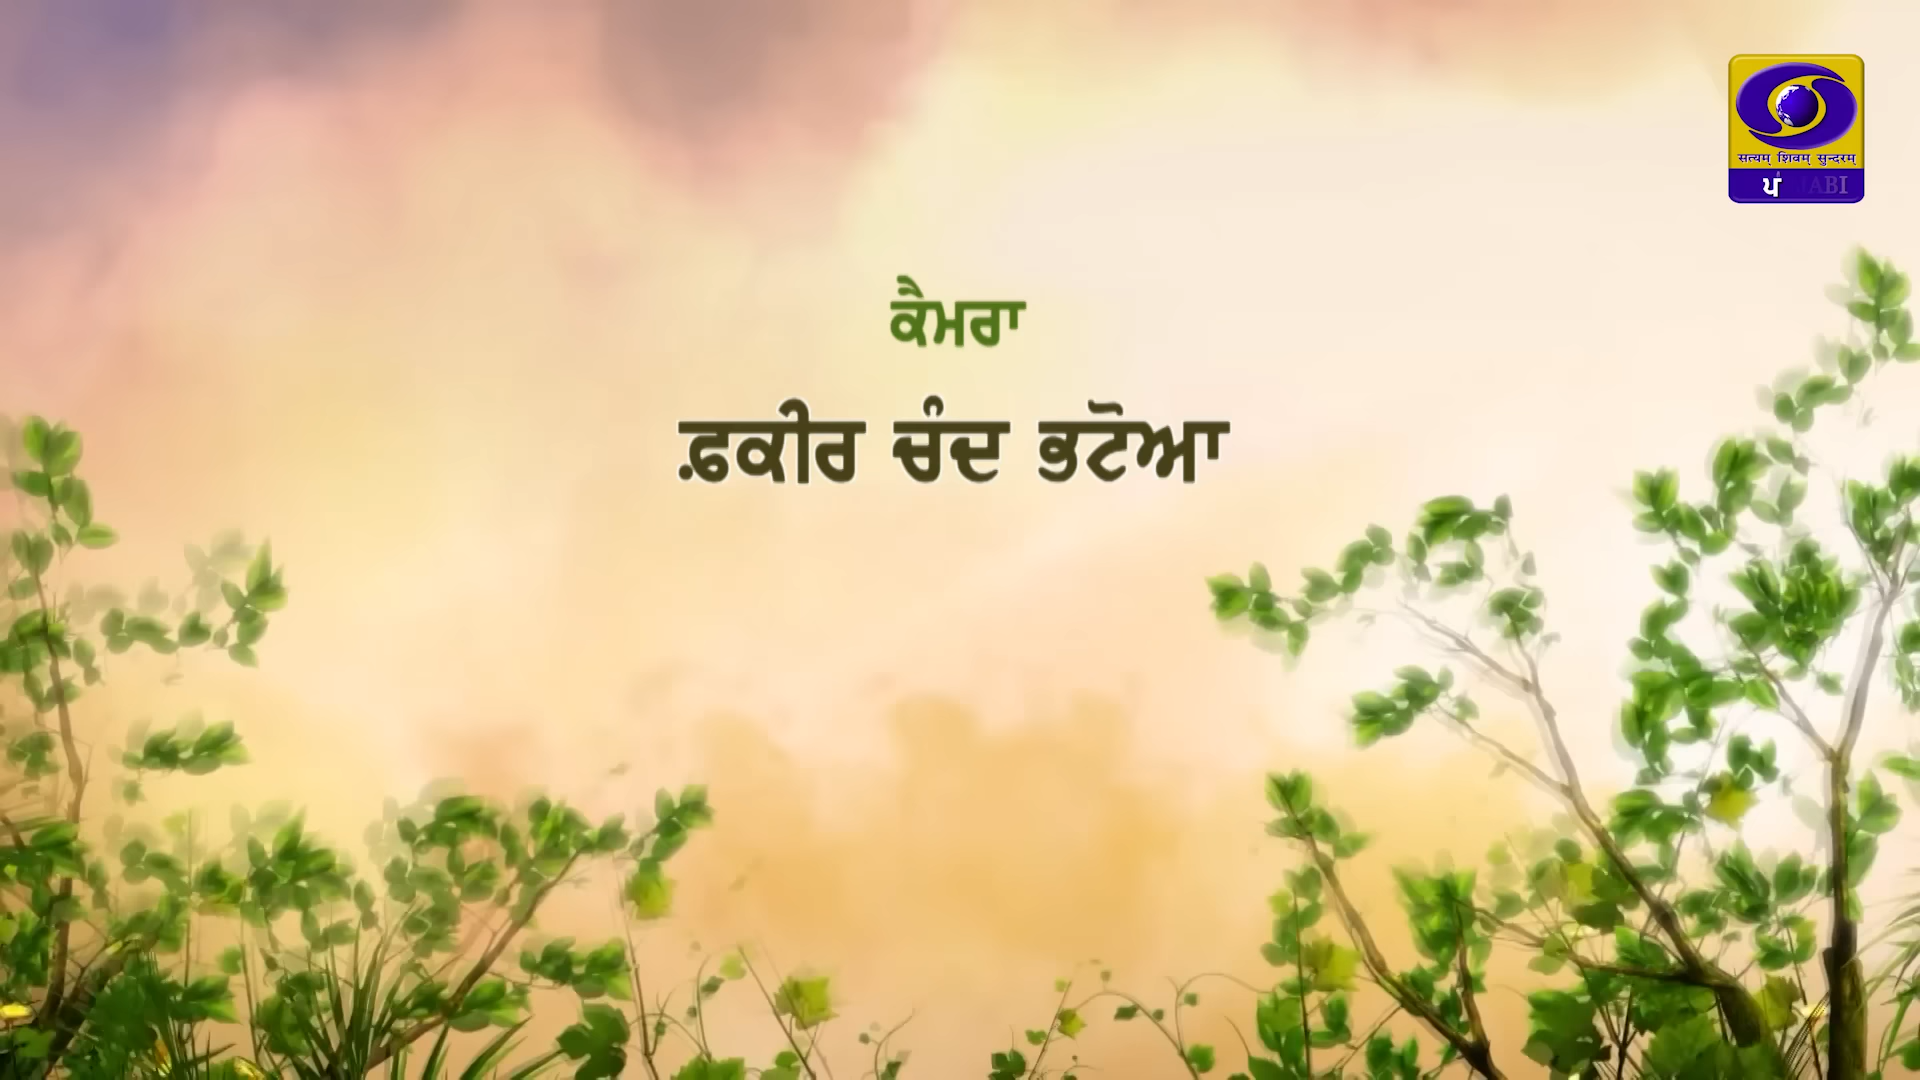 ਕੈਮਰਾ
ਫ਼ਕੀਰ ਚੰਦ ਭਟੋਆ
सत्यम् शिवम् सुन्दरम्